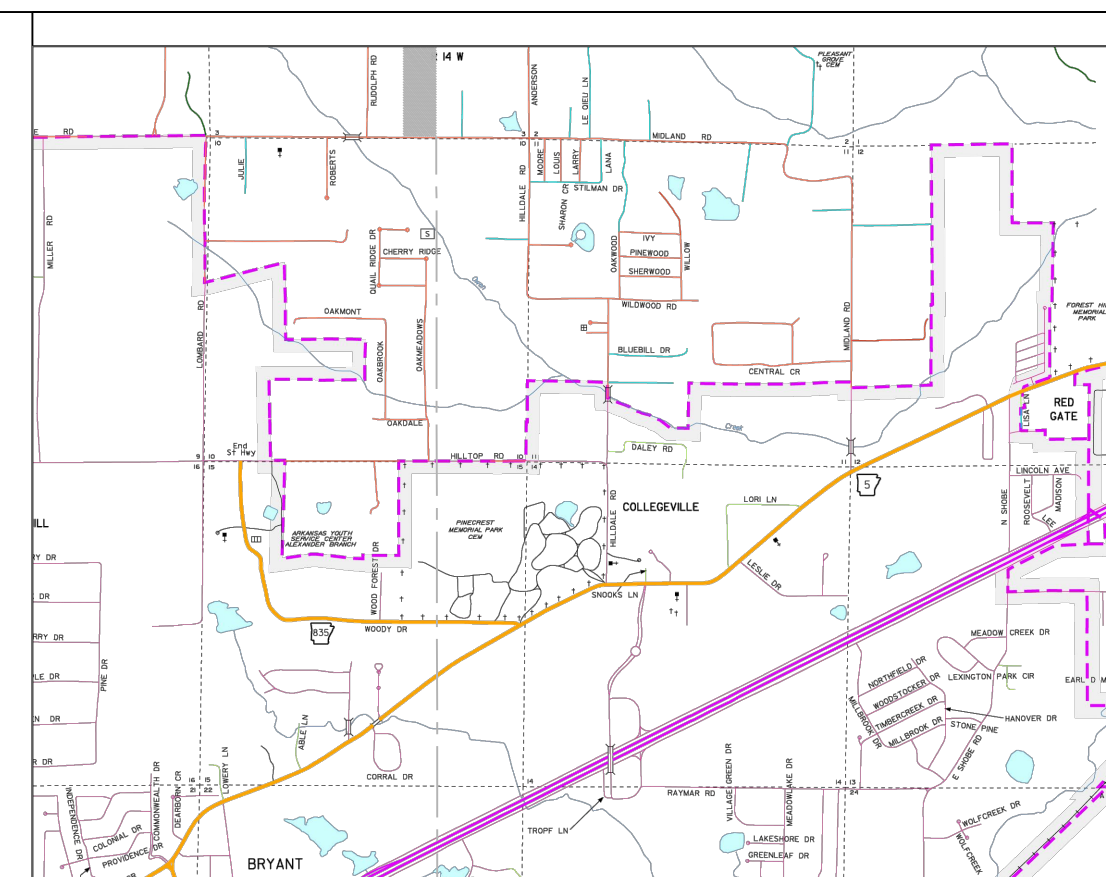 14 W
PLEASANT
GROVE
CEM
RUDOLPH RD
ANDERSON
LE DIEU LN
E RD
MIDLAND RD
3
10
3 2
10 11
2 1
11 12
JULIE
ROBERTS
HILLDALE RD
MOORE
LOUIS
LARRY
LANA
STILMAN DR
SHARON CR
MILLER RD
QUAIL RIDGE DR
S
CHERRY RIDGE
OAKWOOD
IVY
PINEWOOD
SHERWOOD
WILLOW
Owen
WILDWOOD RD
LOMBARD RD
OAKMONT
OAKBROOK
OAKMEADOWS
BLUEBILL DR
MIDLAND RD
CENTRAL CR
FOREST HI
MEMORIAL
PARK
OAKDALE
Creek
LISA LN
RED
GATE
End
St Hwy
9 10
16 15
HILLTOP RD
10 11
15 14
DALEY RD
11 12
LINCOLN AVE
5
LORI LN
COLLEGEVILLE
HILLDALE RD
N SHOBE
ROOSEVELT
MADISON
LEE
ILL
PINECREST
MEMORIAL PARK
CEM
ARKANSAS YOUTH
SERVICE CENTER
ALEXANDER BRANCH
RY DR
WOOD FOREST DR
LESLIE DR
SNOOKS LN
DR
835
WOODY DR
RRY DR
MEADOW CREEK DR
PINE DR
LE DR
NORTHFIELD DR
LEXINGTON PARK CIR
EARL D M
WOODSTOCKER DR
TIMBERCREEK DR
MILLBROOK DR
MILLBROOK DR
HANOVER DR
STONE PINE
N DR
ABLE LN
E SHOBE RD
R DR
COMMONWEALTH DR
DEARBORN CR
16 15
21 22
LOWERY LN
CORRAL DR
14
VILLAGE GREEN DR
MEADOWLAKE DR
14 13
24
RAYMAR RD
INDEPENDENCE DR
COLONIAL DR
PROVIDENCE DR
TROPF LN
LAKESHORE DR
GREENLEAF DR
WOLFCREEK DR
WOLFCREEK
BRYANT